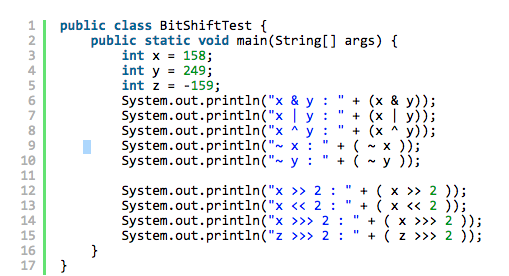 1 public class BitShiftTest {
2 public static void main(String[] args) {
3 int x = 158;
4 int y = 249;
5 int z = -159;
6 System.out.println("x & y : " + (x & y));
7 System.out.println("x | y : " + (x | y));
8 System.out.println("x ^ y : " + (x ^ y));
9 System.out.println("~ x : " + ( ~ x ));
10 System.out.println("~ y : " + ( ~ y ));
11
12 System.out.println("x >> 2 : " + ( x >> 2 ));
13 System.out.println("x << 2 : " + ( x << 2 ));
14 System.out.println("x >>> 2 : " + ( x >>> 2 ));
15 System.out.println("z >>> 2 : " + ( z >>> 2 ));
16 }
17 }